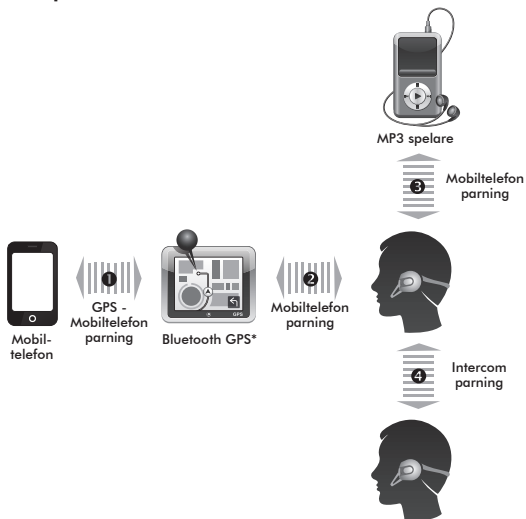 MP3 spelare
3
Mobiltelefon
parning
1
GPS -
Mobiltelefon
parning
Mobil-
telefon
GPS
Bluetooth GPS*
2
Mobiltelefon
parning
4
Intercom
parning